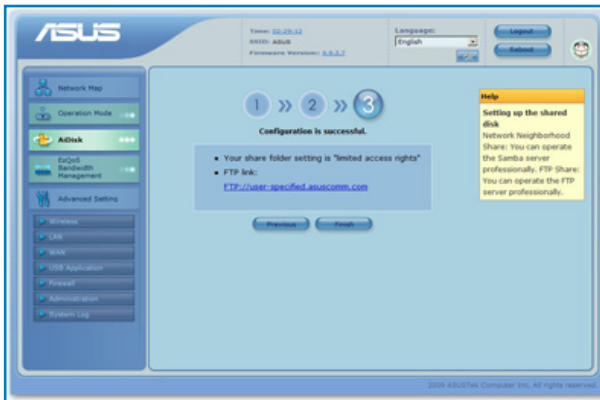 ASUS
Time: 02-29-12
SSID: ASUS
Firmware Version: 9.9.3.7
Language:
English
Logout
Reboot
Network Map
Operation Mode
AiDisk
EzQoS
Bandwidth
Management
Advanced Setting
Wireless
LAN
WAN
USB Application
Firewall
Administration
System Log
1 » 2 » 3
Configuration is successful.
Your share folder setting is "limited access rights"
FTP link:
FTP://user-specified.asuscomm.com
Previous
Finish
Help
Setting up the shared
disk
Network Neighborhood
Share: You can operate
the Samba server
professionally. FTP Share:
You can operate the FTP
server professionally.
2009 ASUSTek Computer Inc. All rights reserved.